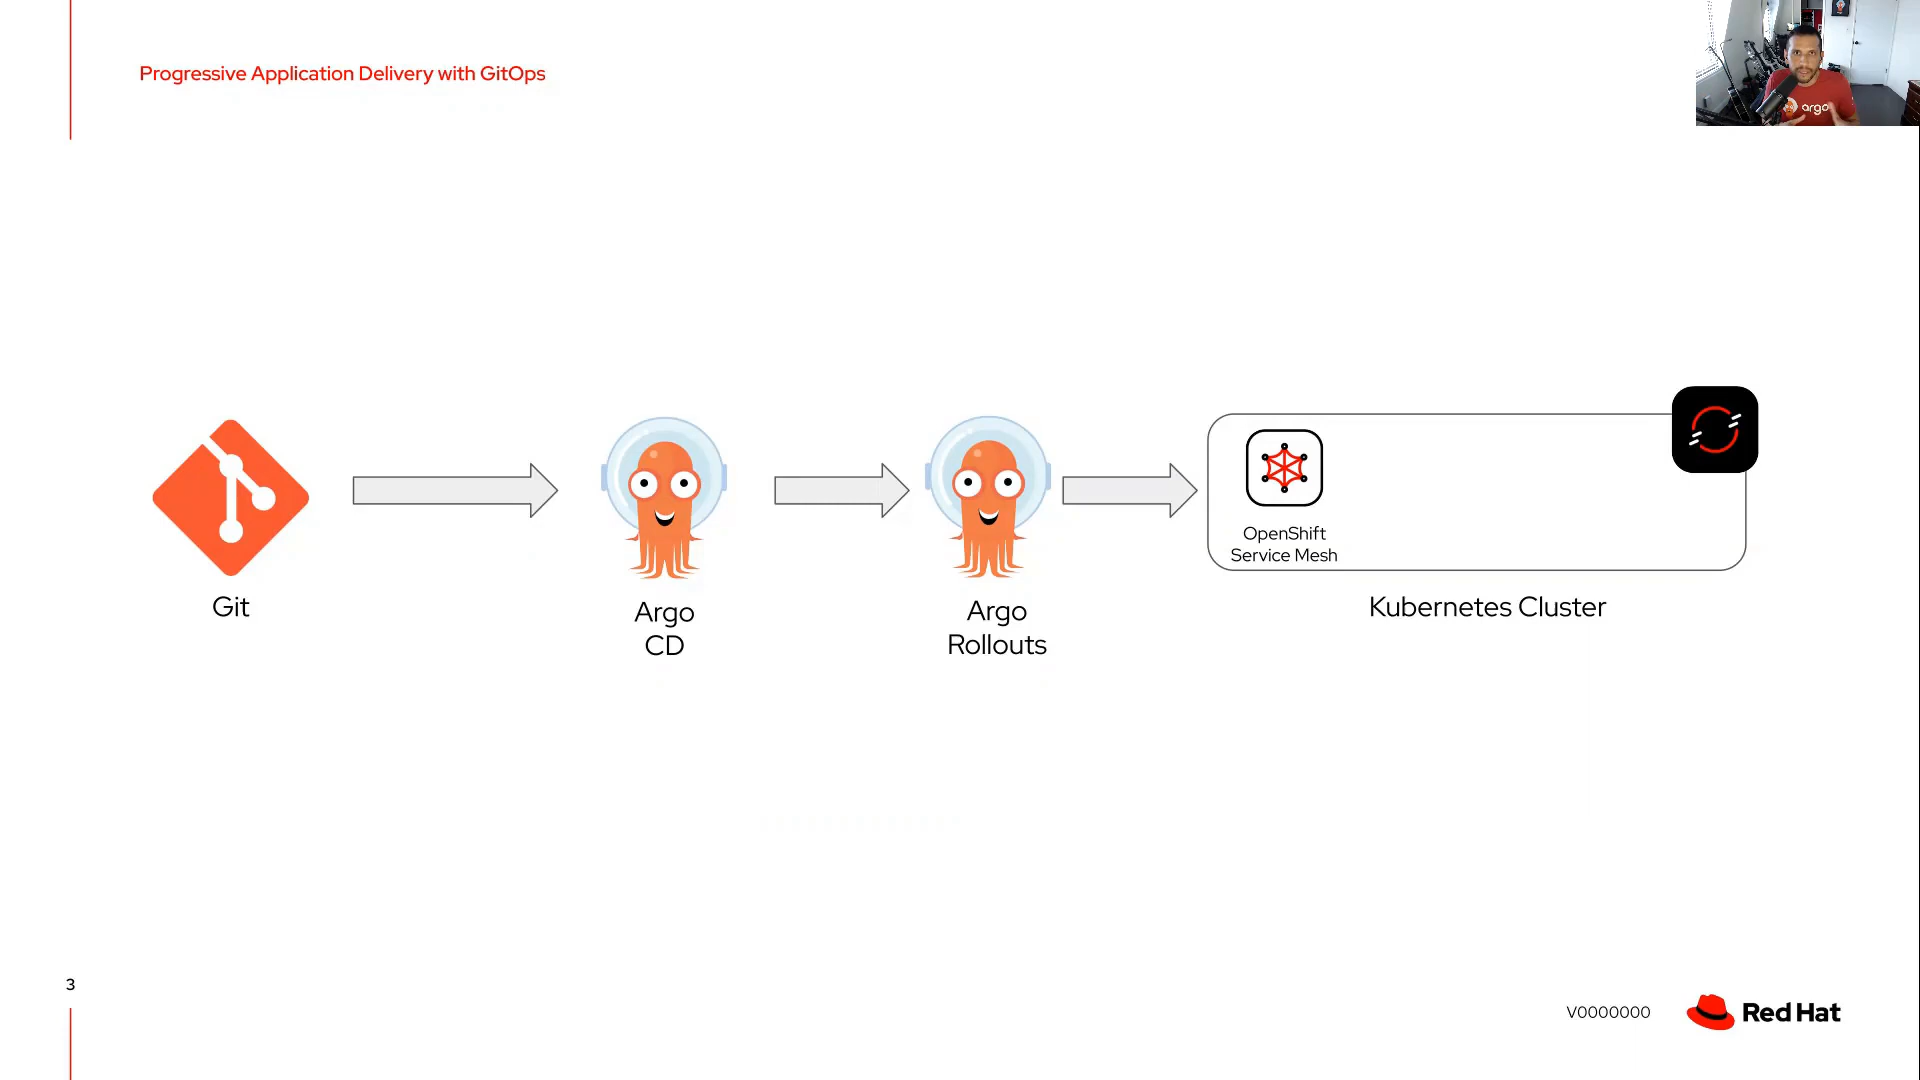 Progressive Application Delivery with GitOps
argo
OpenShift
Service Mesh
Git
Argo
CD
Argo
Rollouts
Kubernetes Cluster
3
V0000000
Red Hat